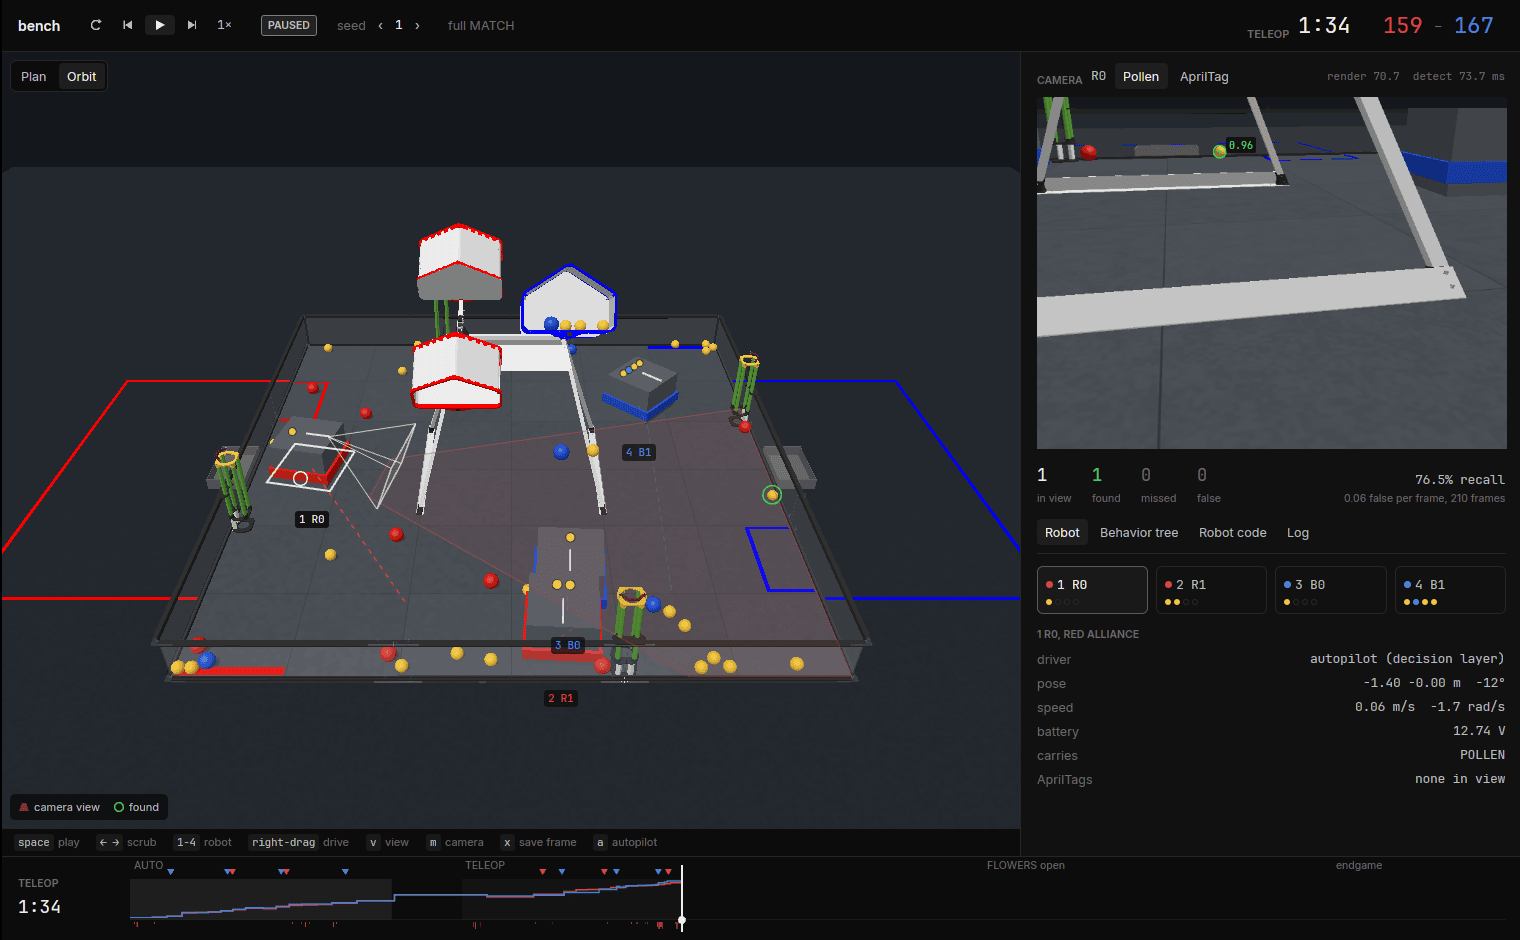 bench 1× PAUSED seed ‹ 1 › full MATCH TELEOP 1:34 159 – 167
Plan Orbit
CAMERA R0 Pollen AprilTag render 70.7 detect 73.7 ms
0.96
4 B1
1 R0
3 B0
2 R1
camera view found
1 1 0 0 76.5% recall
in view found missed false 0.06 false per frame, 210 frames
Robot Behavior tree Robot code Log
1 R0 2 R1 3 B0 4 B1
1 R0, RED ALLIANCE
driver autopilot (decision layer)
pose -1.40 -0.00 m -12°
speed 0.06 m/s -1.7 rad/s
battery 12.74 V
carries POLLEN
AprilTags none in view
space play ← → scrub 1-4 robot right-drag drive v view m camera x save frame a autopilot
AUTO TELEOP FLOWERS open endgame
TELEOP
1:34